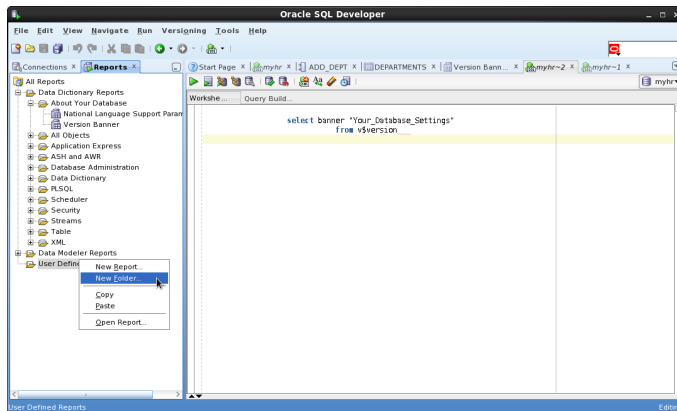 Oracle SQL Developer
File Edit View Navigate Run Versioning Tools Help
Connections Reports
Start Page myhr ADD_DEPT DEPARTMENTS Version Bann... myhr~2 myhr~1
All Reports
Data Dictionary Reports
About Your Database
National Language Support Param
Version Banner
All Objects
Application Express
ASH and AWR
Database Administration
Data Dictionary
PLSQL
Scheduler
Security
Streams
Table
XML
Data Modeler Reports
User Define
New Report...
New Folder...
Copy
Paste
Open Report...
myhr
Workshe... Query Build...
select banner "Your_Database_Settings"
from v$version
User Defined Reports
Editin